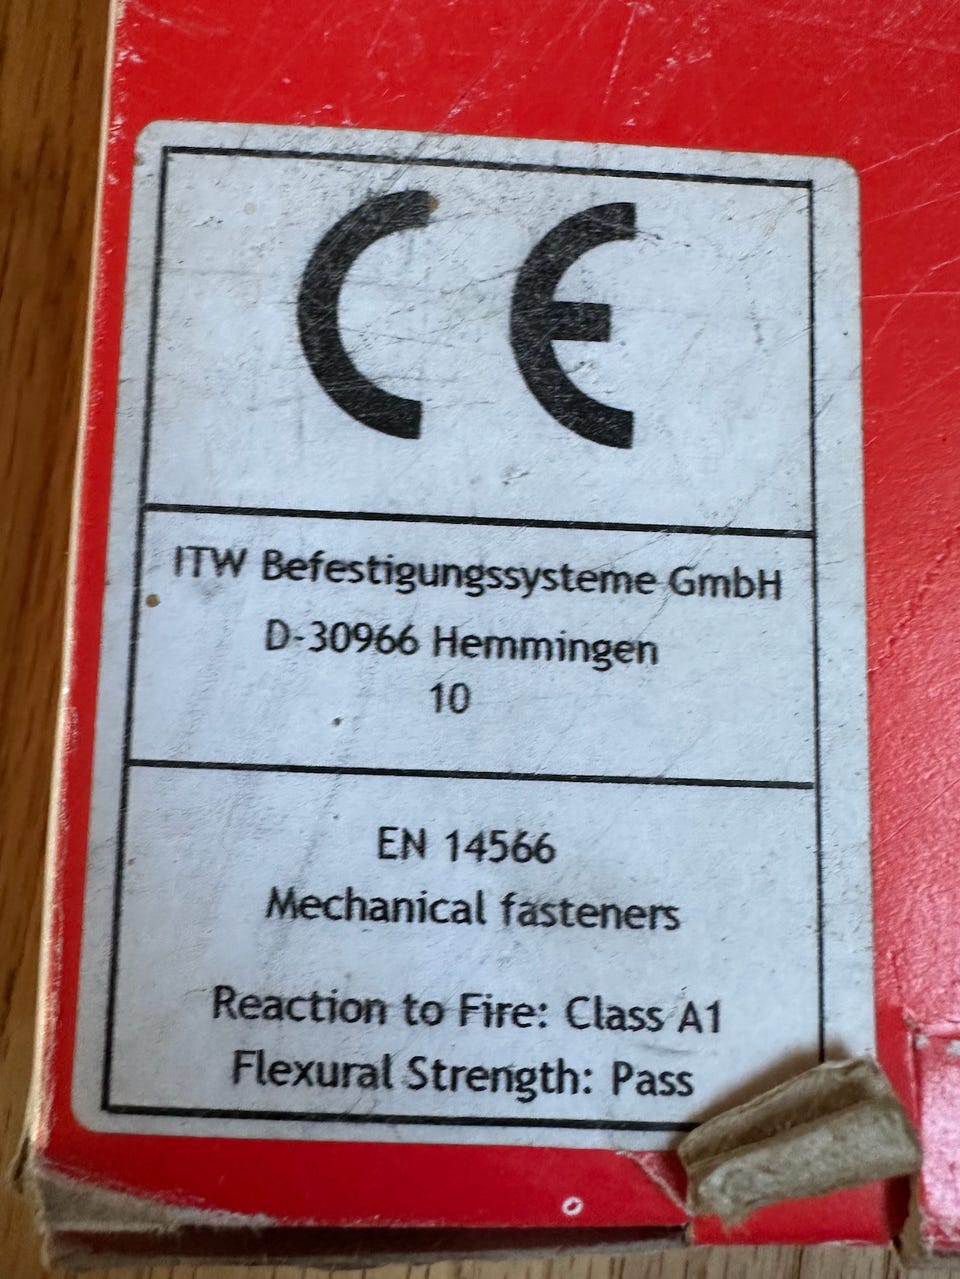 CE
ITW Befestigungssysteme GmbH
D-30966 Hemmingen
10
EN 14566
Mechanical fasteners
Reaction to Fire: Class A1
Flexural Strength: Pass